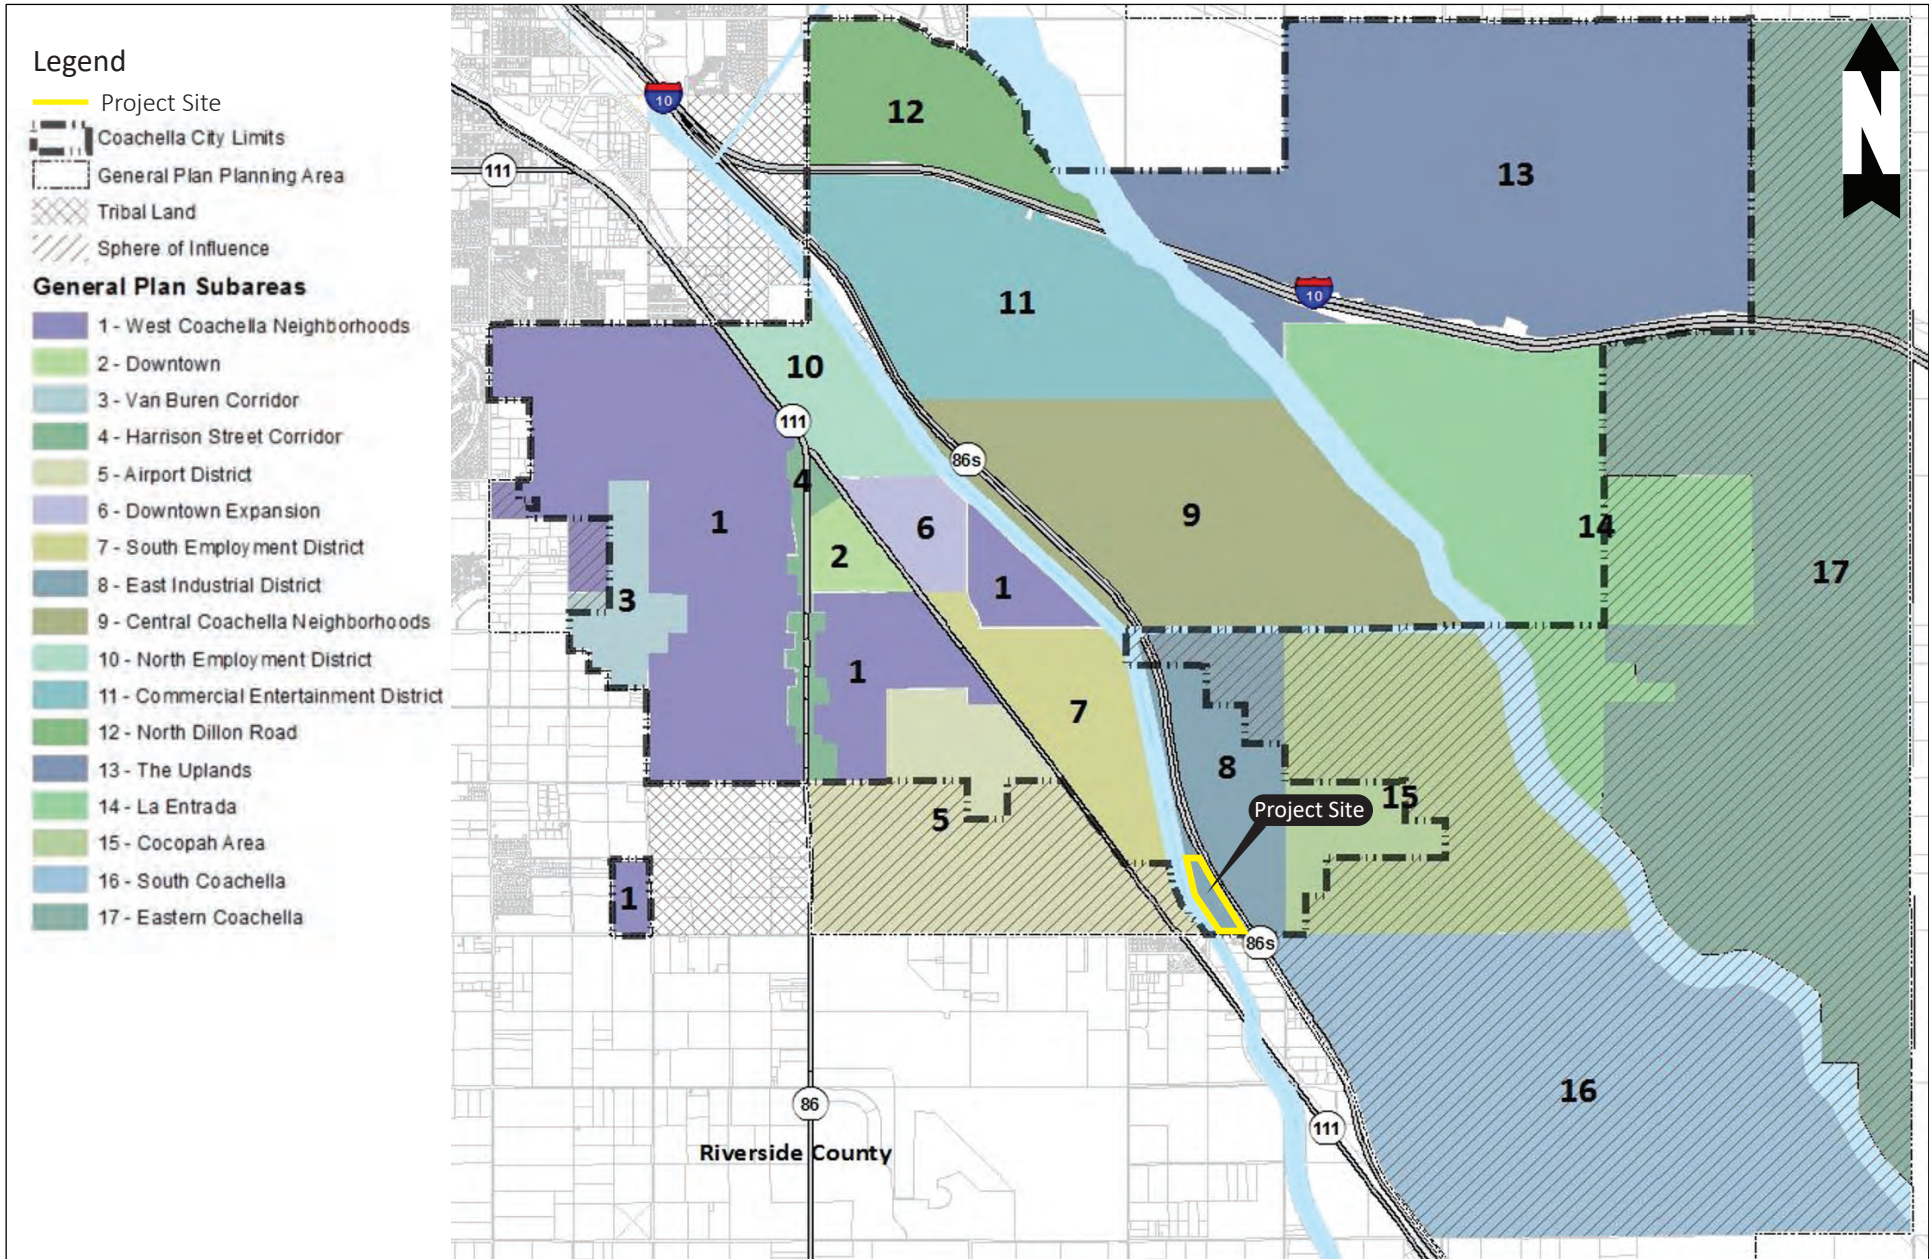 Legend
Project Site
Coachella City Limits
General Plan Planning Area
Tribal Land
Sphere of Influence
General Plan Subareas
1 - West Coachella Neighborhoods
2 - Downtown
3 - Van Buren Corridor
4 - Harrison Street Corridor
5 - Airport District
6 - Downtown Expansion
7 - South Employment District
8 - East Industrial District
9 - Central Coachella Neighborhoods
10 - North Employment District
11 - Commercial Entertainment District
12 - North Dillon Road
13 - The Uplands
14 - La Entrada
15 - Cocopah Area
16 - South Coachella
17 - Eastern Coachella
10
12
N
111
13
10
11
10
111
86s
4
1
6
9
14
2
17
1
3
1
7
8
15
Project Site
5
1
86s
16
86
111
Riverside County